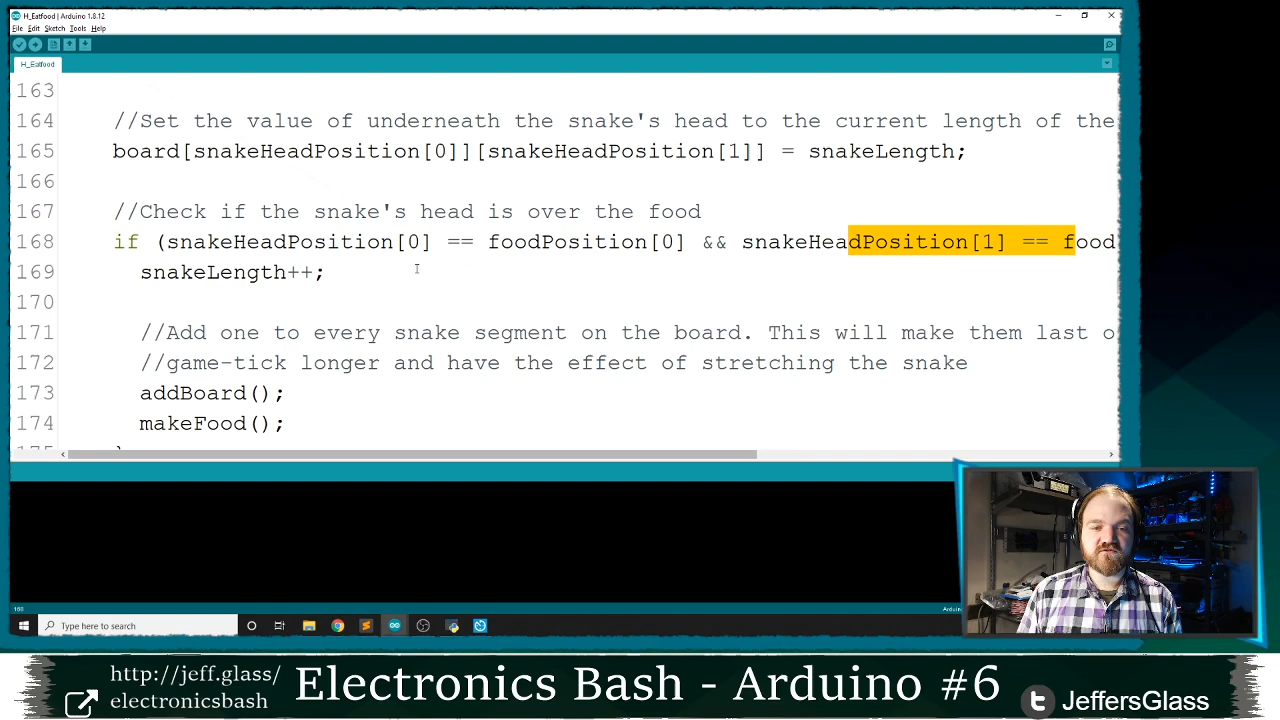 H_Eatfood | Arduino 1.8.12
File Edit Sketch Tools Help
H_Eatfood
163
164 //Set the value of underneath the snake's head to the current length of the
165 board[snakeHeadPosition[0]][snakeHeadPosition[1]] = snakeLength;
166
167 //Check if the snake's head is over the food
168 if (snakeHeadPosition[0] == foodPosition[0] && snakeHeadPosition[1] == food
169 snakeLength++;
170
171 //Add one to every snake segment on the board. This will make them last o
172 //game-tick longer and have the effect of stretching the snake
173 addBoard();
174 makeFood();
168 Arduin
Type here to search
http://jeff.glass/
electronicsbash
Electronics Bash - Arduino #6
JeffersGlass